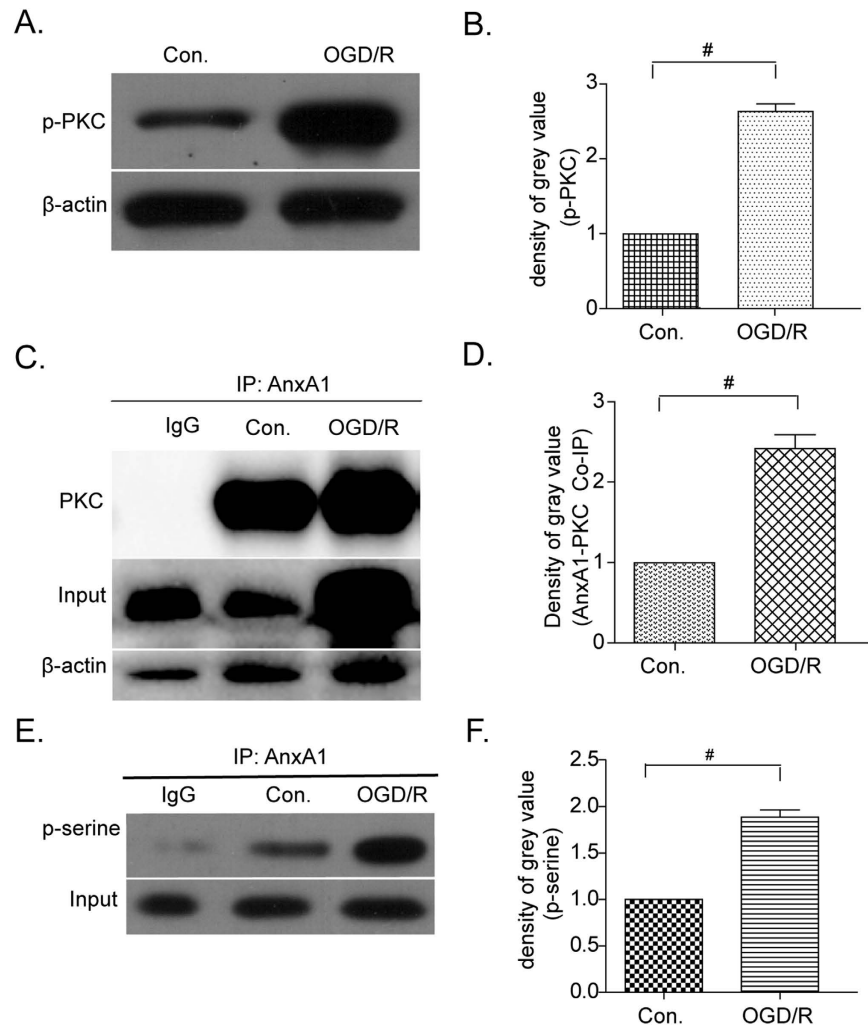 A.
Con. OGD/R
p-PKC
β-actin
B.
#
density of grey value
(p-PKC)
3
2
1
0
Con. OGD/R
C.
IP: AnxA1
IgG Con. OGD/R
PKC
Input
β-actin
D.
#
Density of gray value
(AnxA1-PKC Co-IP)
3
2
1
0
Con. OGD/R
E.
IP: AnxA1
IgG Con. OGD/R
p-serine
Input
F.
#
density of grey value
(p-serine)
2.5
2.0
1.5
1.0
0.5
0.0
Con. OGD/R